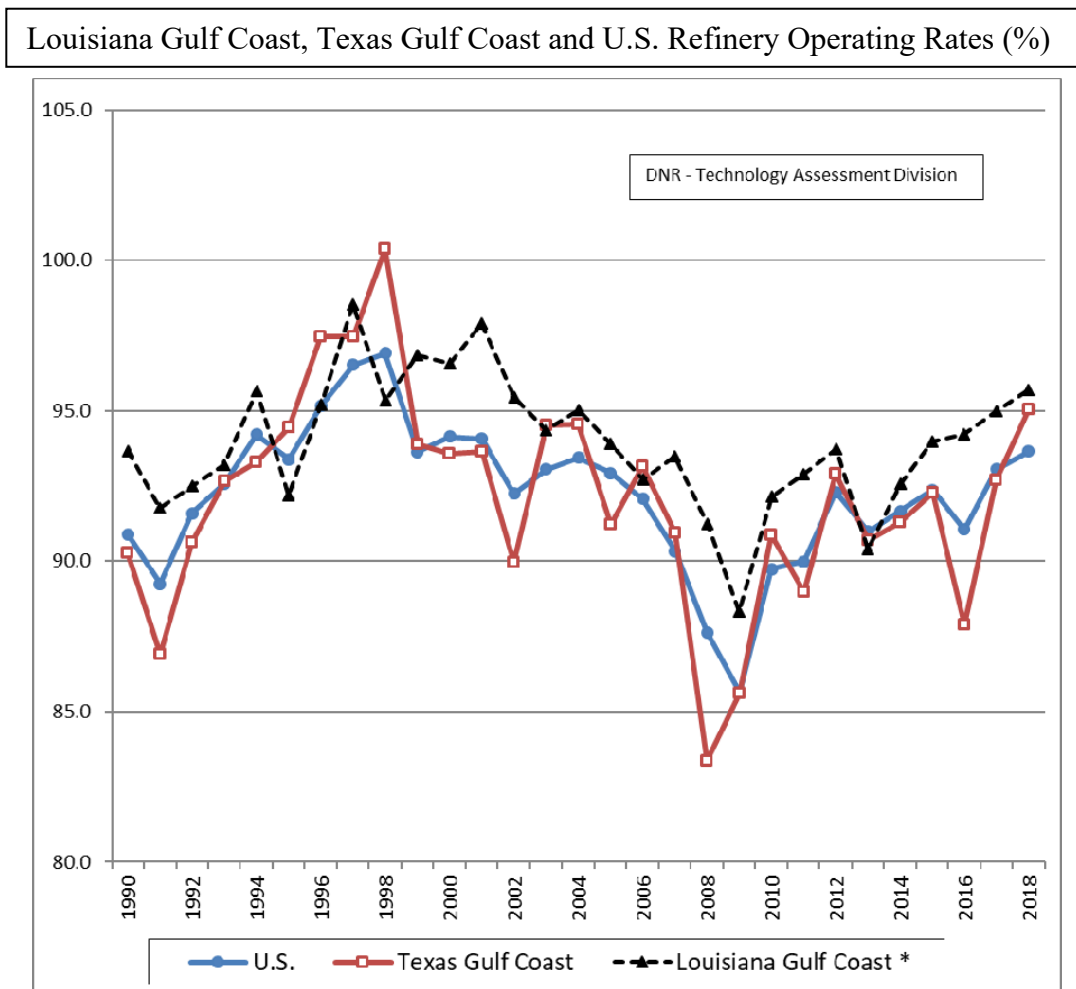 Louisiana Gulf Coast, Texas Gulf Coast and U.S. Refinery Operating Rates (%)
105.0
DNR - Technology Assessment Division
100.0
95.0
90.0
85.0
80.0
1990 1992 1994 1996 1998 2000 2002 2004 2006 2008 2010 2012 2014 2016 2018
U.S. Texas Gulf Coast Louisiana Gulf Coast *